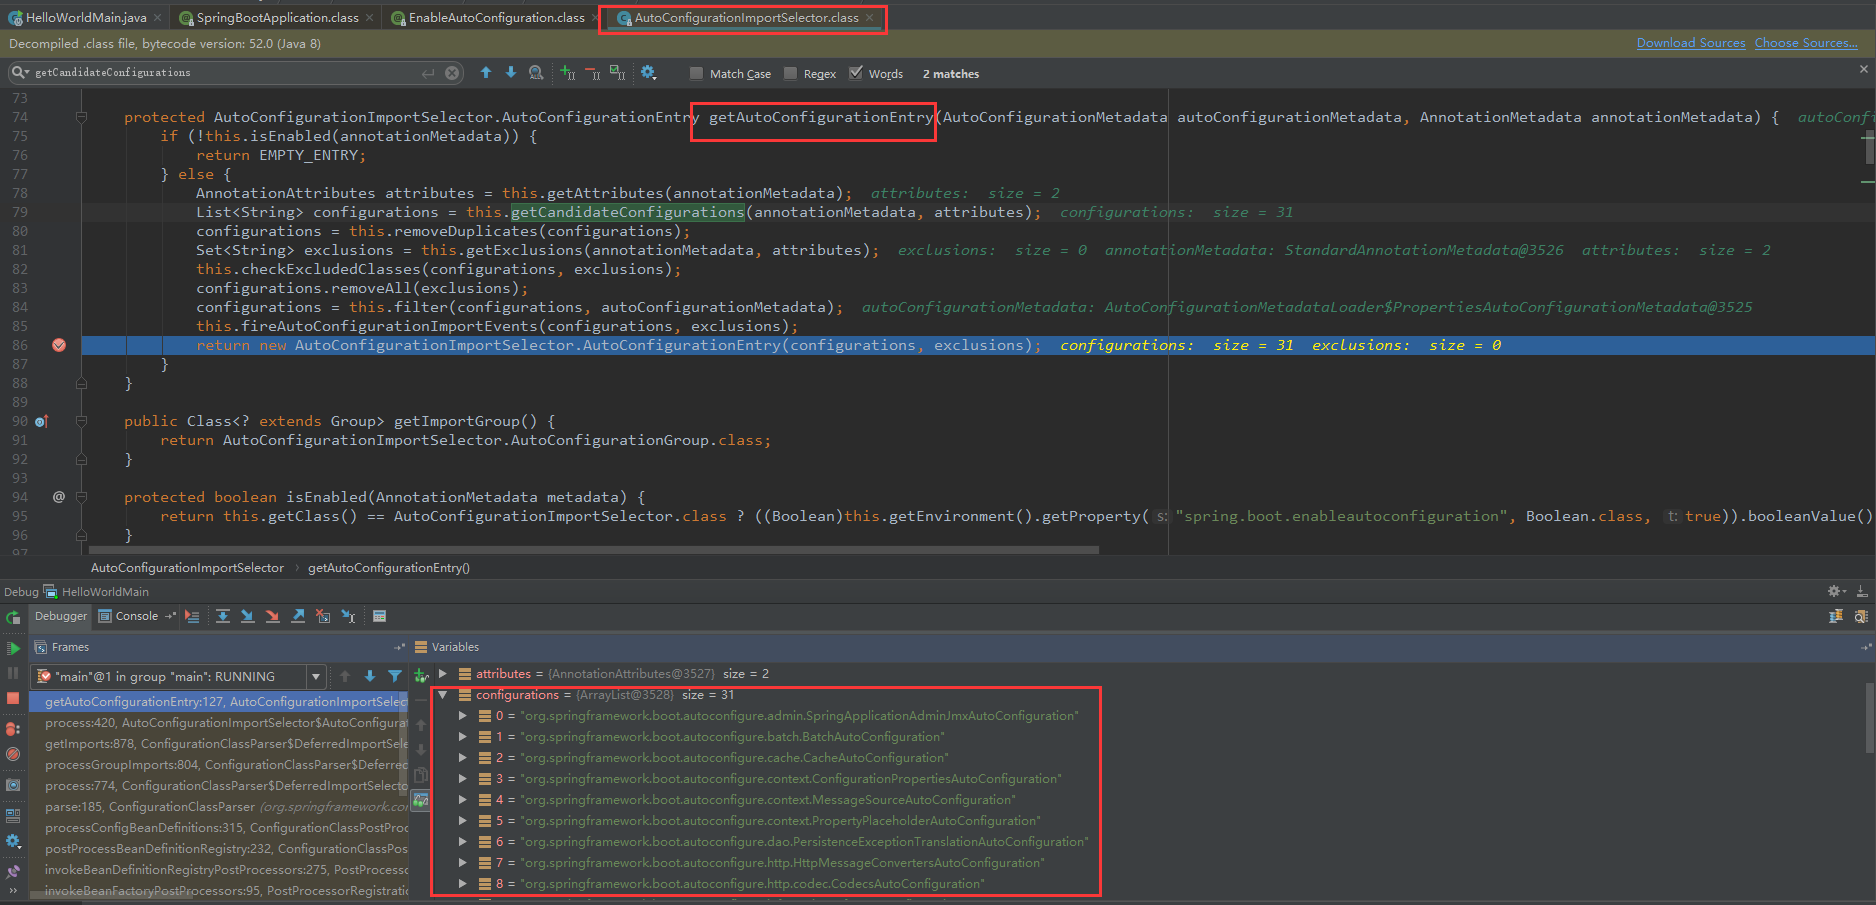 HelloWorldMain.java SpringBootApplication.class EnableAutoConfiguration.class AutoConfigurationImportSelector.class
Decompiled .class file, bytecode version: 52.0 (Java 8) Download Sources Choose Sources...
getCandidateConfigurations Match Case Regex Words 2 matches
73
74 protected AutoConfigurationImportSelector.AutoConfigurationEntry getAutoConfigurationEntry(AutoConfigurationMetadata autoConfigurationMetadata, AnnotationMetadata annotationMetadata) { autoConfi
75 if (!this.isEnabled(annotationMetadata)) {
76 return EMPTY_ENTRY;
77 } else {
78 AnnotationAttributes attributes = this.getAttributes(annotationMetadata); attributes: size = 2
79 List<String> configurations = this.getCandidateConfigurations(annotationMetadata, attributes); configurations: size = 31
80 configurations = this.removeDuplicates(configurations);
81 Set<String> exclusions = this.getExclusions(annotationMetadata, attributes); exclusions: size = 0 annotationMetadata: StandardAnnotationMetadata@3526 attributes: size = 2
82 this.checkExcludedClasses(configurations, exclusions);
83 configurations.removeAll(exclusions);
84 configurations = this.filter(configurations, autoConfigurationMetadata); autoConfigurationMetadata: AutoConfigurationMetadataLoader$PropertiesAutoConfigurationMetadata@3525
85 this.fireAutoConfigurationImportEvents(configurations, exclusions);
86 return new AutoConfigurationImportSelector.AutoConfigurationEntry(configurations, exclusions); configurations: size = 31 exclusions: size = 0
87 }
88 }
89
90 public Class<? extends Group> getImportGroup() {
91 return AutoConfigurationImportSelector.AutoConfigurationGroup.class;
92 }
93
94 @ protected boolean isEnabled(AnnotationMetadata metadata) {
95 return this.getClass() == AutoConfigurationImportSelector.class ? ((Boolean)this.getEnvironment().getProperty( s: "spring.boot.enableautoconfiguration", Boolean.class, t: true)).booleanValue()
96 }
97
AutoConfigurationImportSelector › getAutoConfigurationEntry()
Debug HelloWorldMain
Debugger Console
Frames Variables
"main"@1 in group "main": RUNNING
getAutoConfigurationEntry:127, AutoConfigurationImportSelect
process:420, AutoConfigurationImportSelector$AutoConfigurat
getImports:878, ConfigurationClassParser$DeferredImportSele
processGroupImports:804, ConfigurationClassParser$Deferred
process:774, ConfigurationClassParser$DeferredImportSelecto
parse:185, ConfigurationClassParser (org.springframework.cor
processConfigBeanDefinitions:315, ConfigurationClassPostProc
postProcessBeanDefinitionRegistry:232, ConfigurationClassPos
invokeBeanDefinitionRegistryPostProcessors:275, PostProcesso
invokeBeanFactoryPostProcessors:95, PostProcessorRegistratio
attributes = {AnnotationAttributes@3527} size = 2
configurations = {ArrayList@3528} size = 31
0 = "org.springframework.boot.autoconfigure.admin.SpringApplicationAdminJmxAutoConfiguration"
1 = "org.springframework.boot.autoconfigure.batch.BatchAutoConfiguration"
2 = "org.springframework.boot.autoconfigure.cache.CacheAutoConfiguration"
3 = "org.springframework.boot.autoconfigure.context.ConfigurationPropertiesAutoConfiguration"
4 = "org.springframework.boot.autoconfigure.context.MessageSourceAutoConfiguration"
5 = "org.springframework.boot.autoconfigure.context.PropertyPlaceholderAutoConfiguration"
6 = "org.springframework.boot.autoconfigure.dao.PersistenceExceptionTranslationAutoConfiguration"
7 = "org.springframework.boot.autoconfigure.http.HttpMessageConvertersAutoConfiguration"
8 = "org.springframework.boot.autoconfigure.http.codec.CodecsAutoConfiguration"